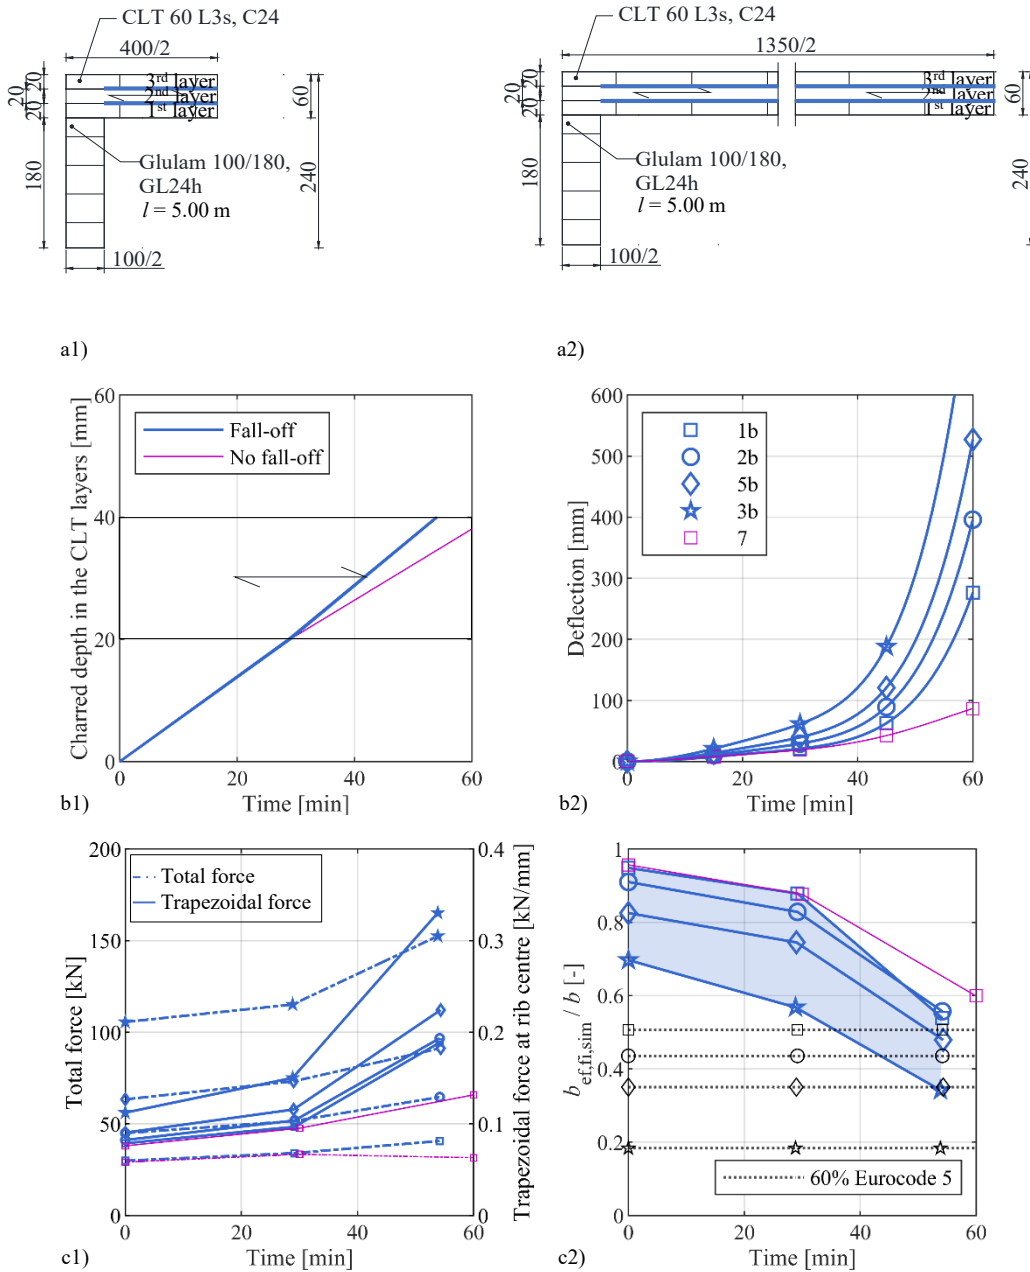 CLT 60 L3s, C24
400/2
3rd layer
2nd layer
1st layer
20
20
20
60
180
240
Glulam 100/180,
GL24h
l = 5.00 m
100/2
a1)
CLT 60 L3s, C24
1350/2
3rd layer
2nd layer
1st layer
20
20
20
60
180
240
Glulam 100/180,
GL24h
l = 5.00 m
100/2
a2)
Charred depth in the CLT layers [mm]
60
40
20
0
Fall-off
No fall-off
0 20 40 60
Time [min]
b1)
Deflection [mm]
600
500
400
300
200
100
0
1b
2b
5b
3b
7
0 20 40 60
Time [min]
b2)
Total force [kN]
200
150
100
50
0
Total force
Trapezoidal force
0.4
0.3
0.2
0.1
0
Trapezoidal force at rib centre [kN/mm]
0 20 40 60
Time [min]
c1)
b ef,fi,sim / b [-]
1
0.8
0.6
0.4
0.2
0
60% Eurocode 5
0 20 40 60
Time [min]
c2)